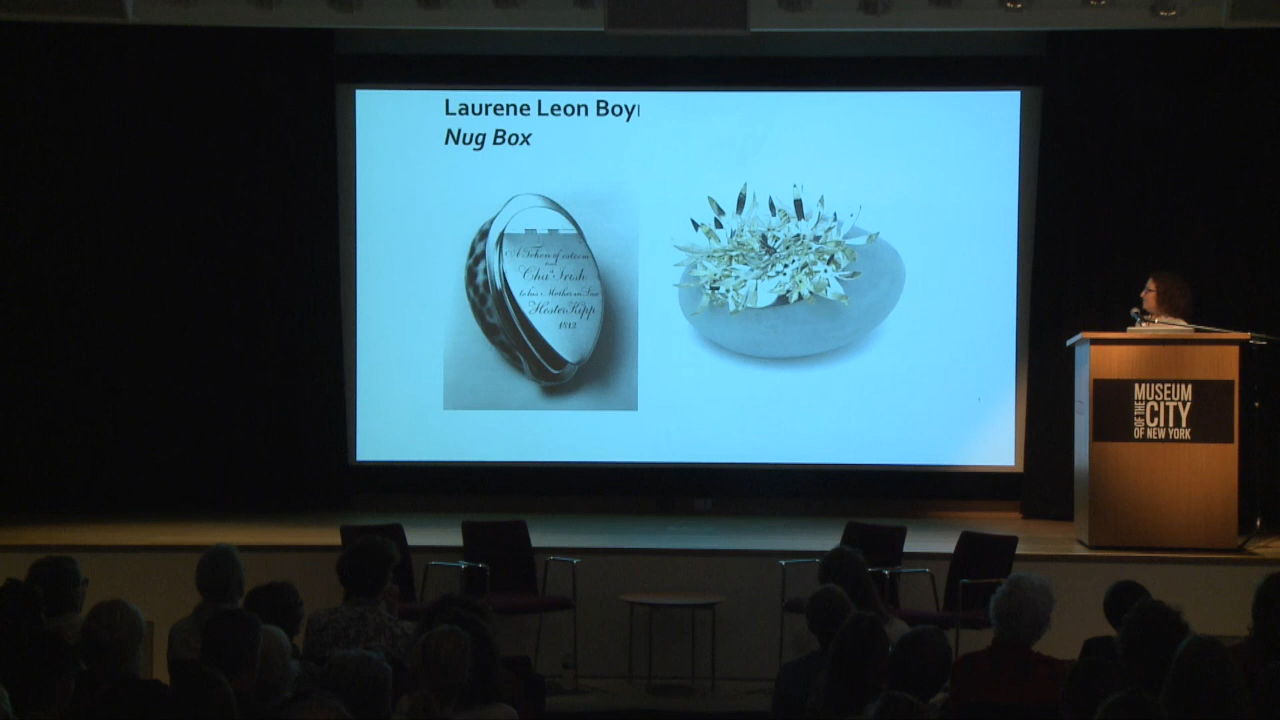 Laurene Leon Boy
Nug Box
A Token of esteem
from
Chas. Irish
to his Mother in Law
Hester Kipp
1812
MUSEUM
OF THE CITY
OF NEW YORK